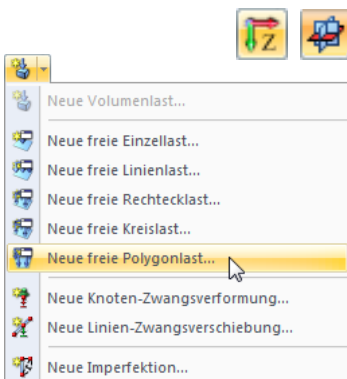 Z
Neue Volumenlast...
Neue freie Einzellast...
Neue freie Linienlast...
Neue freie Rechtecklast...
Neue freie Kreislast...
Neue freie Polygonlast...
Neue Knoten-Zwangsverformung...
Neue Linien-Zwangsverschiebung...
Neue Imperfektion...